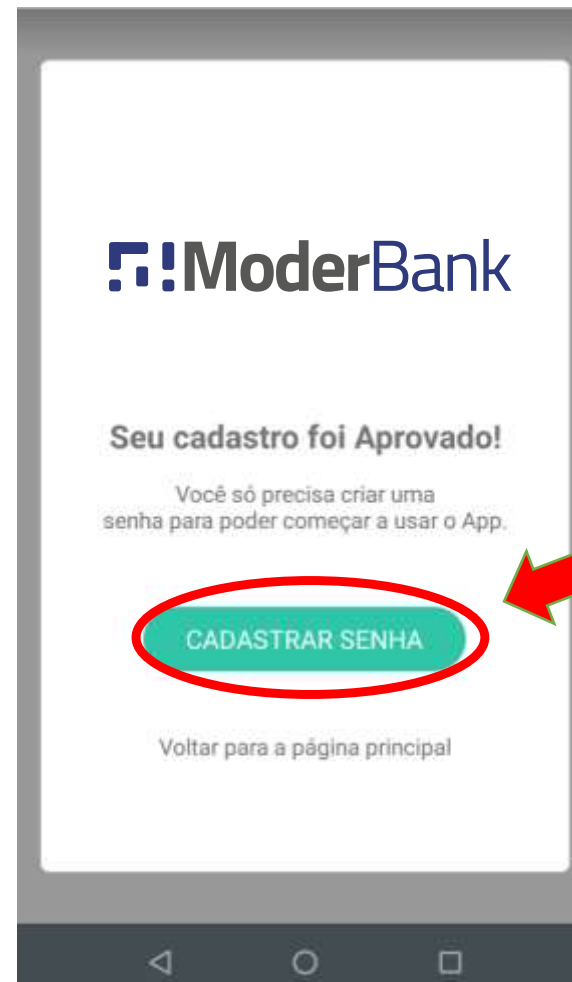 ModerBank
Seu cadastro foi Aprovado!
Você só precisa criar uma
senha para poder começar a usar o App.
CADASTRAR SENHA
Voltar para a página principal